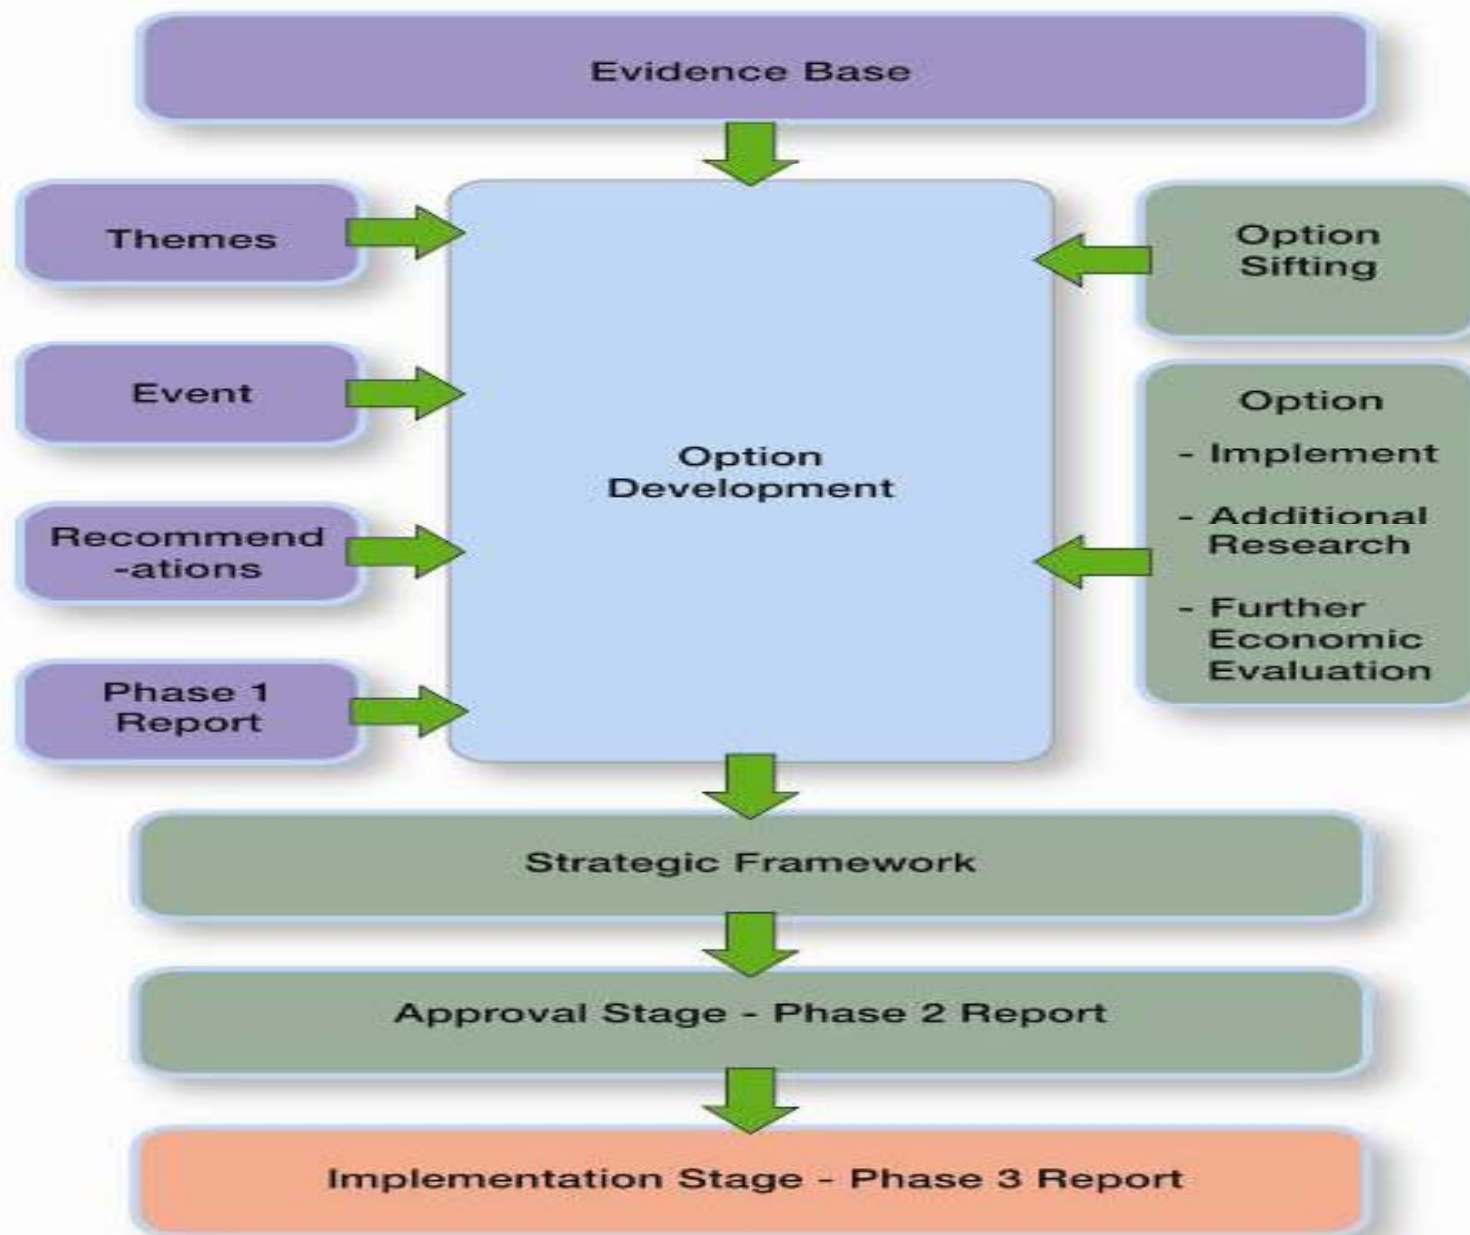 Evidence Base
Themes
Event
Recommend
-ations
Phase 1
Report
Option
Development
Option
Sifting
Option
- Implement
- Additional
Research
- Further
Economic
Evaluation
Strategic Framework
Approval Stage - Phase 2 Report
Implementation Stage - Phase 3 Report